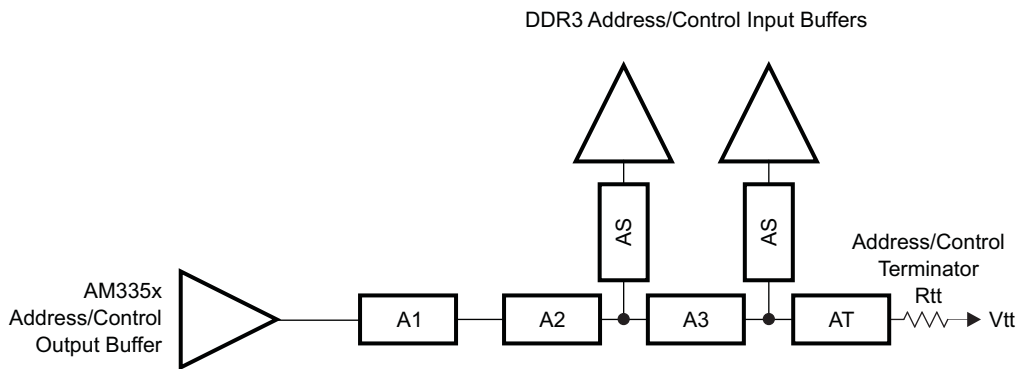 DDR3 Address/Control Input Buffers
AS
AS
Address/Control
Terminator
Rtt
AM335x
Address/Control
Output Buffer
A1
A2
A3
AT
Vtt